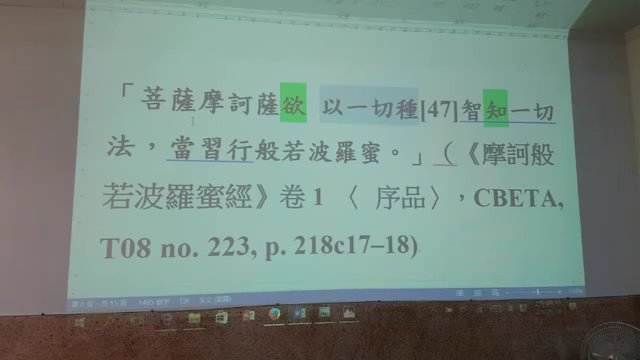 「菩薩摩訶薩欲 以一切種[47]智知一切
法，當習行般若波羅蜜。」（《摩訶般
若波羅蜜經》卷1 〈 序品〉，CBETA,
T08 no. 223, p. 218c17–18)